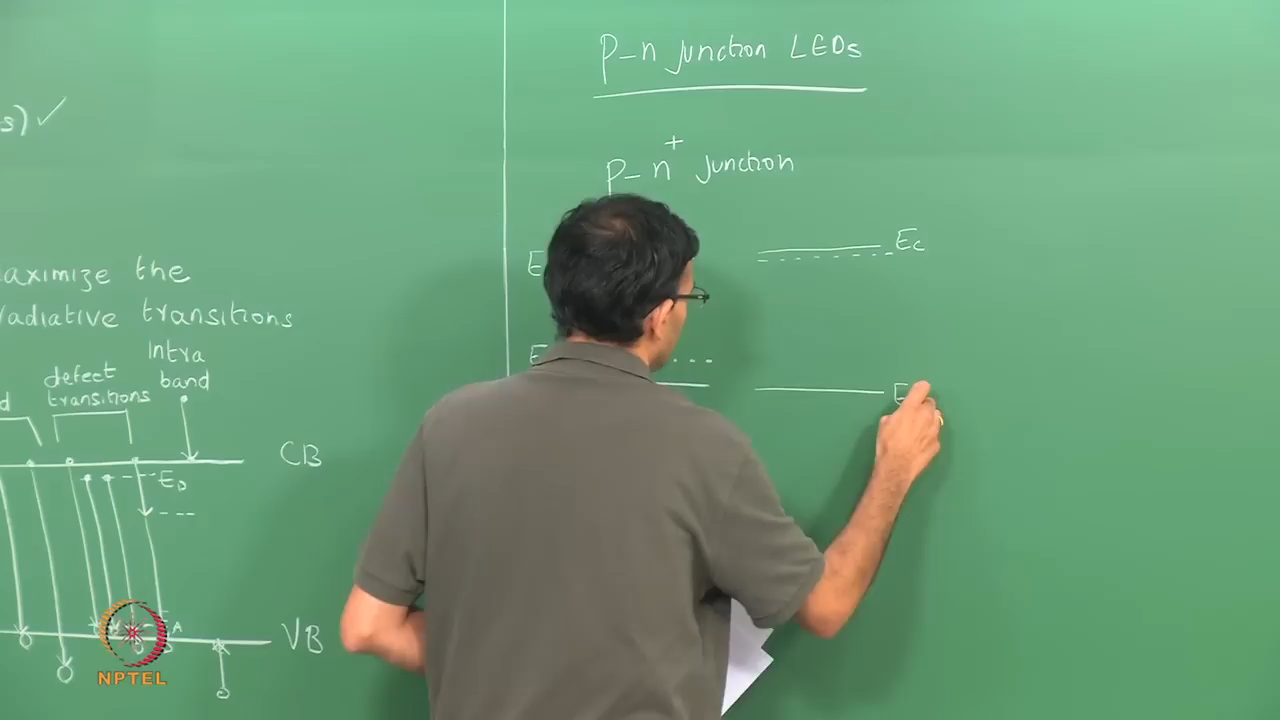 s) ✓
aximize the
radiative transitions
defect
transitions
Intra
band
d
CB
E_D
A
VB
NPTEL
p-n junction LEDs
p-n⁺ junction
E
E_c
E
E